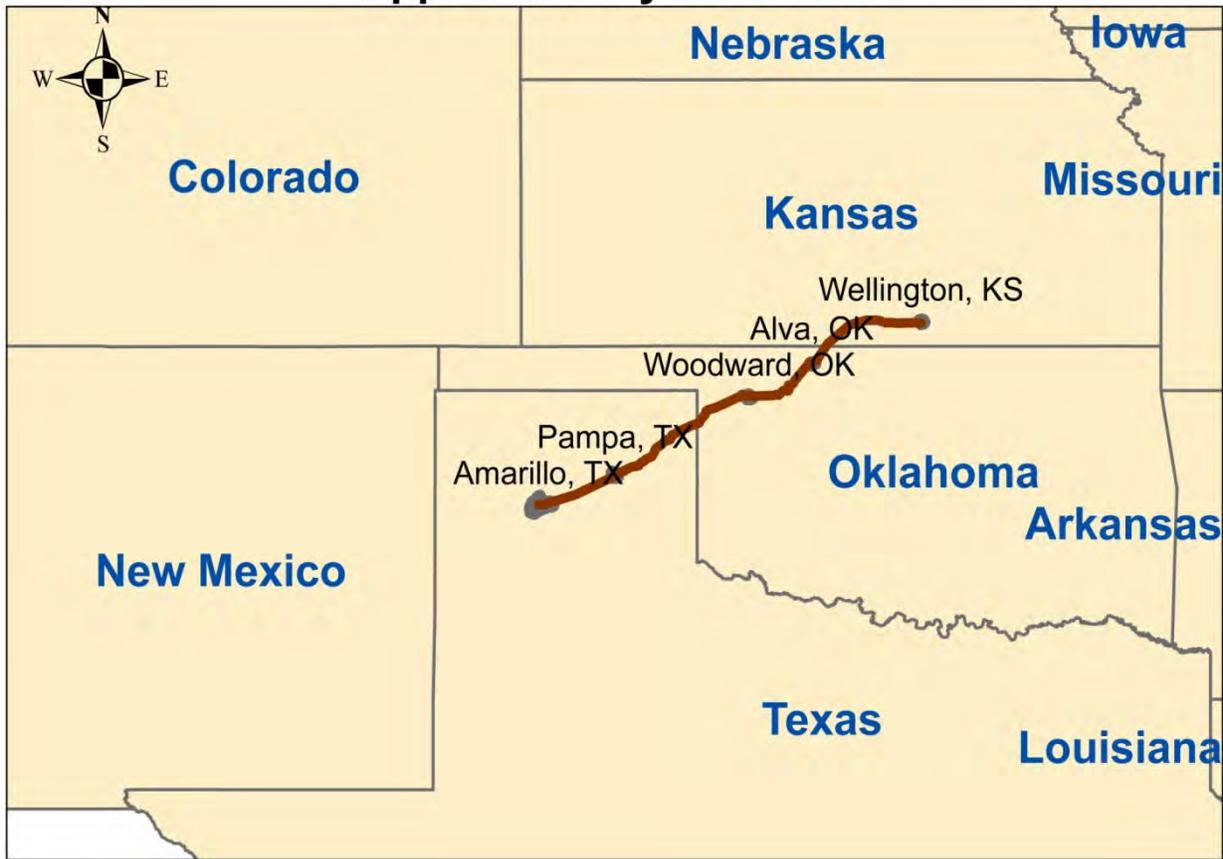 N
W E
S
Nebraska
Iowa
Colorado
Missouri
Kansas
Wellington, KS
Alva, OK
Woodward, OK
Pampa, TX
Amarillo, TX
Oklahoma
Arkansas
New Mexico
Texas
Louisiana